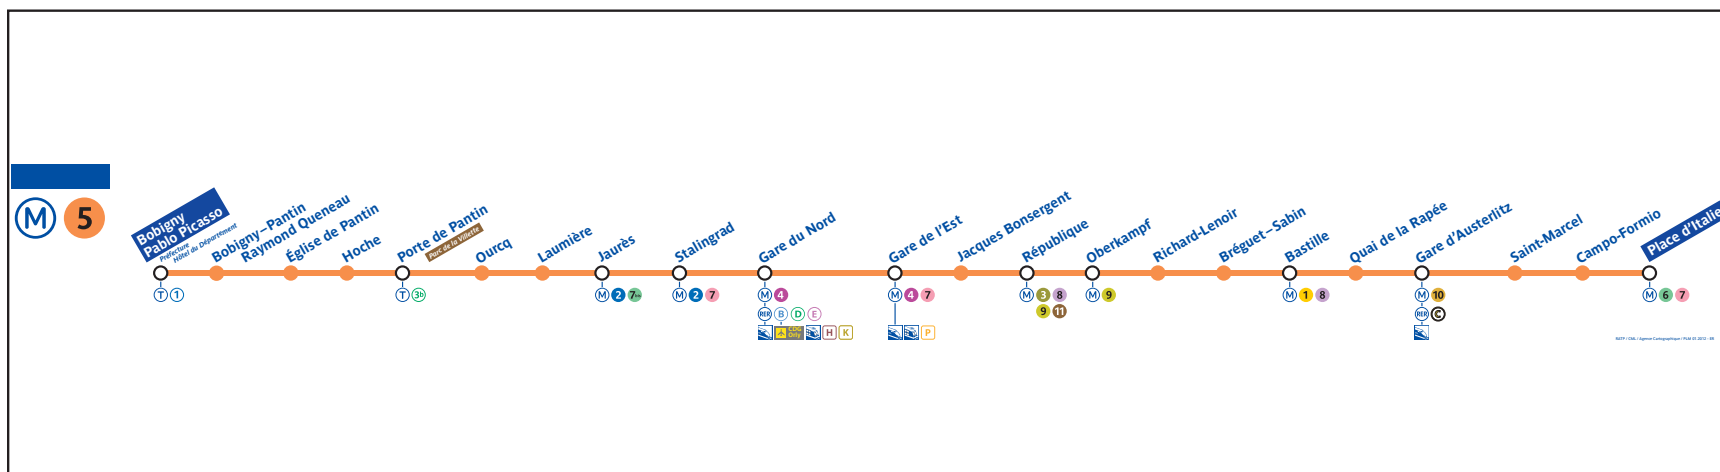 M 5
Bobigny
Pablo Picasso
Préfecture
Hôtel du Département
Bobigny–Pantin
Raymond Queneau
Église de Pantin
Hoche
Porte de Pantin
Parc de la Villette
Ourcq
Laumière
Jaurès
Stalingrad
Gare du Nord
Gare de l'Est
Jacques Bonsergent
République
Oberkampf
Richard-Lenoir
Bréguet–Sabin
Bastille
Quai de la Rapée
Gare d'Austerlitz
Saint-Marcel
Campo-Formio
Place d'Italie
T 1
T 3b
M 2 7bis
M 2 7
M 4
RER B D E
CDG
Orly
H K
M 4 7
P
M 3 8
9 11
M 9
M 1 8
M 10
RER C
M 6 7